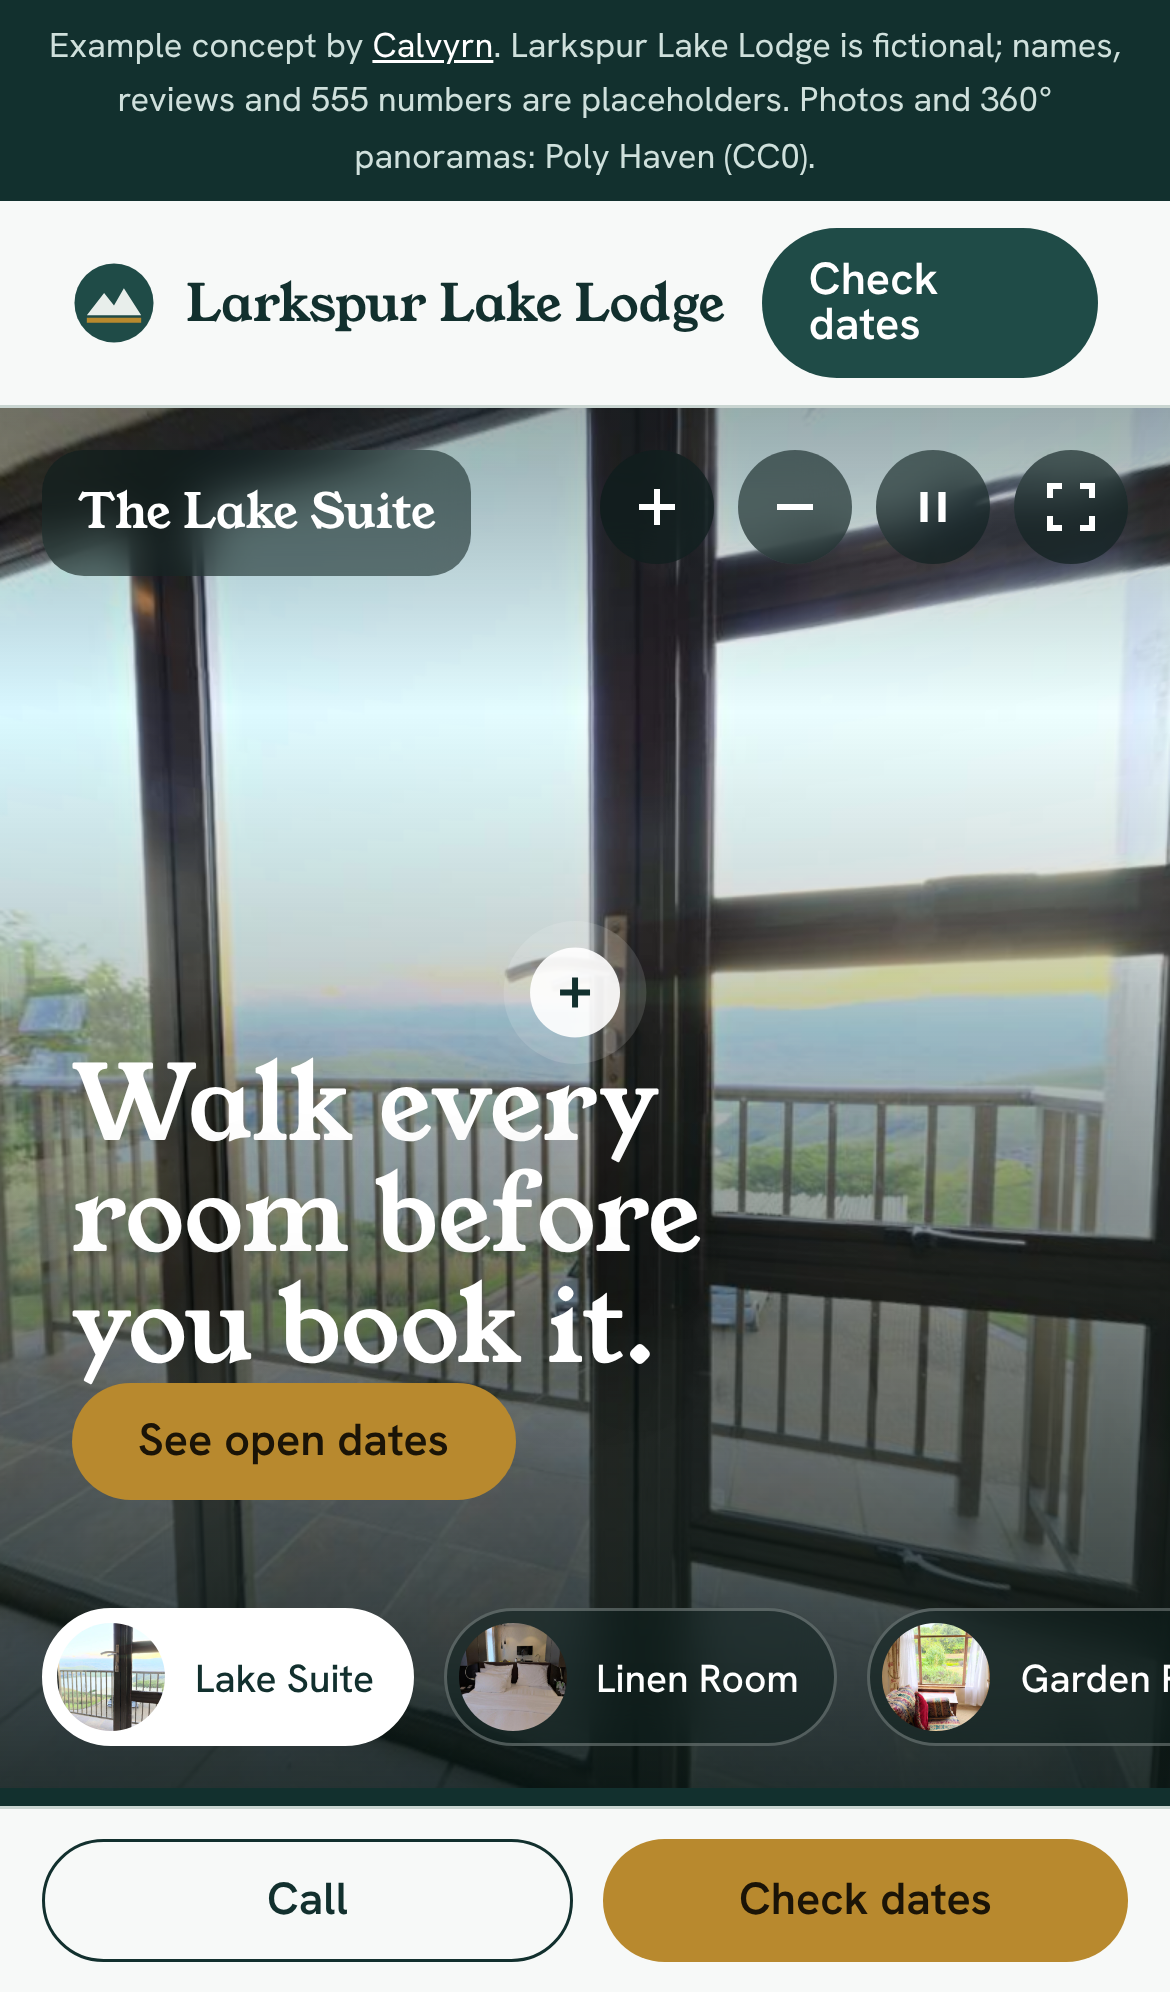 Example concept by Calvyrn. Larkspur Lake Lodge is fictional; names,
reviews and 555 numbers are placeholders. Photos and 360°
panoramas: Poly Haven (CC0).
Larkspur Lake Lodge
Check
dates
The Lake Suite
Walk every
room before
you book it.
See open dates
Lake Suite
Linen Room
Garden
Call
Check dates